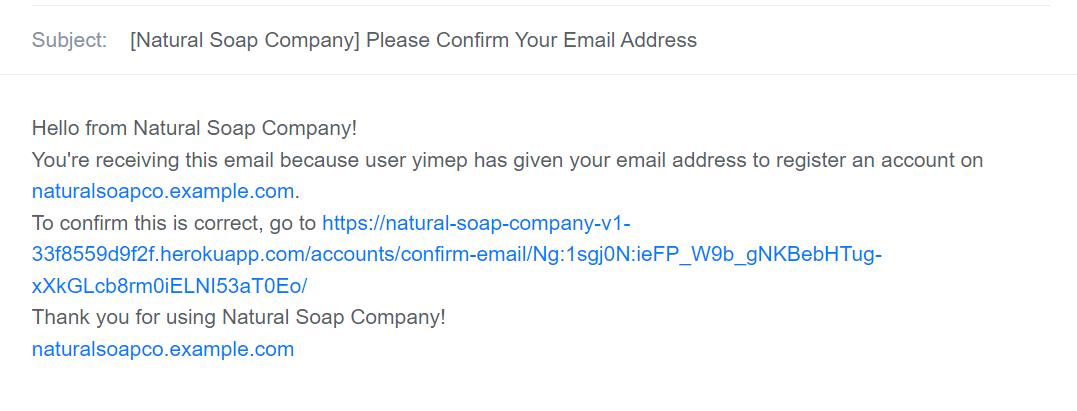 Subject: [Natural Soap Company] Please Confirm Your Email Address
Hello from Natural Soap Company!
You're receiving this email because user yimep has given your email address to register an account on
naturalsoapco.example.com.
To confirm this is correct, go to https://natural-soap-company-v1-
33f8559d9f2f.herokuapp.com/accounts/confirm-email/Ng:1sgj0N:ieFP_W9b_gNKBebHTug-
xXkGLcb8rm0iELNI53aT0Eo/
Thank you for using Natural Soap Company!
naturalsoapco.example.com